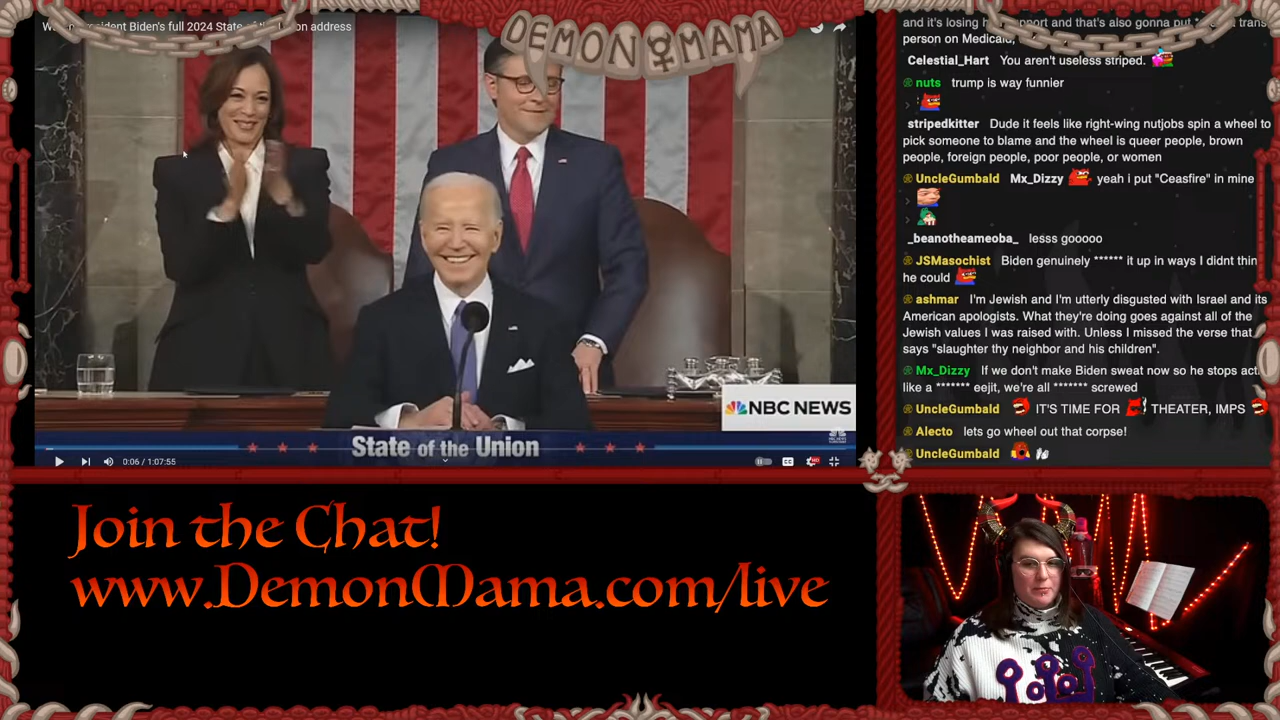 DEMON MAMA
NBC NEWS
State of the Union
0:06 / 1:07:55
CC
HD
Join the Chat!
www.DemonMama.com/live
person on Medicaid,
Celestial_Hart You aren't useless striped.
nuts trump is way funnier
stripedkitter Dude it feels like right-wing nutjobs spin a wheel to
pick someone to blame and the wheel is queer people, brown
people, foreign people, poor people, or women
UncleGumbald Mx_Dizzy yeah i put "Ceasfire" in mine
_beanotheameoba_ lesss gooooo
JSMasochist Biden genuinely ****** it up in ways I didnt thin
he could
ashmar I'm Jewish and I'm utterly disgusted with Israel and its
American apologists. What they're doing goes against all of the
Jewish values I was raised with. Unless I missed the verse that
says "slaughter thy neighbor and his children".
Mx_Dizzy If we don't make Biden sweat now so he stops act
like a ******* eejit, we're all ******* screwed
UncleGumbald IT'S TIME FOR THEATER, IMPS
Alecto lets go wheel out that corpse!
UncleGumbald